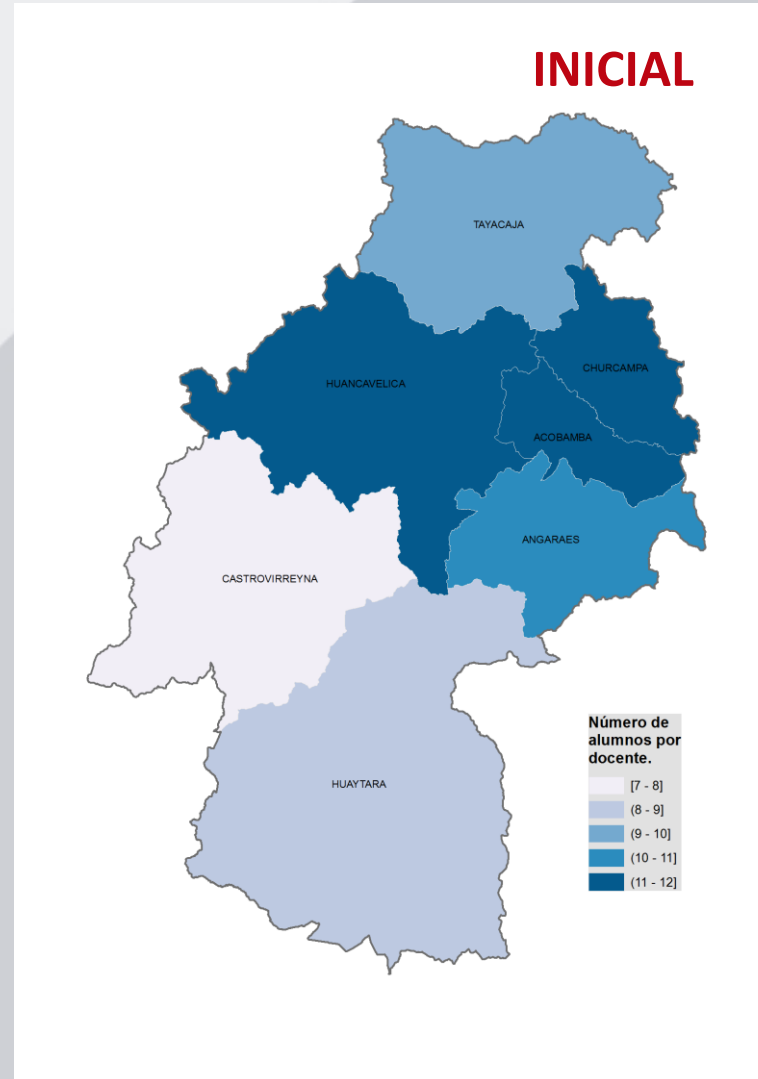 INICIAL
TAYACAJA
CHURCAMPA
HUANCAVELICA
ACOBAMBA
ANGARAES
CASTROVIRREYNA
HUAYTARA
Número de
alumnos por
docente.
[7 - 8]
(8 - 9]
(9 - 10]
(10 - 11]
(11 - 12]